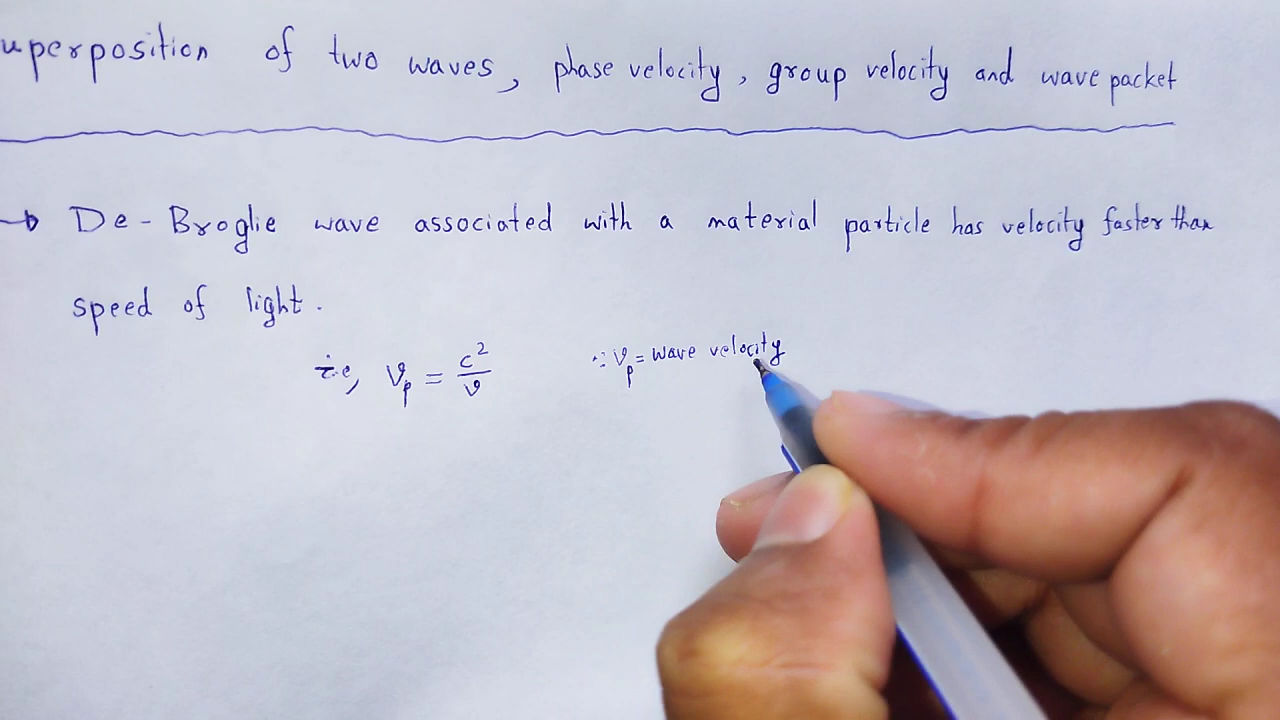 uperposition of two waves, phase velocity, group velocity and wave packet
→ De-Broglie wave associated with a material particle has velocity faster than
speed of light.
i.e, Vp = c²/v ∵ Vp = wave velocity